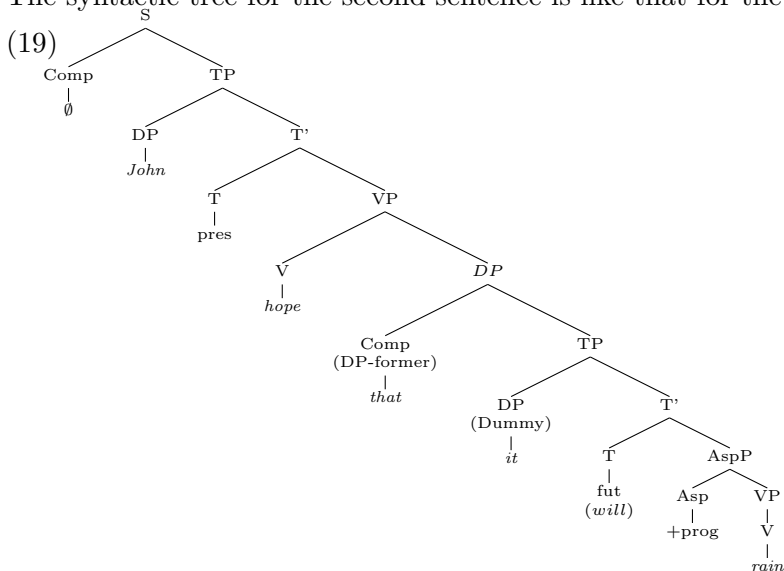 The syntactic tree for the second sentence is like that for the
S
(19)
Comp TP
∅
DP T'
John
T VP
pres
V DP
hope
Comp TP
(DP-former)
that
DP T'
(Dummy)
it
T AspP
fut Asp VP
(will)
+prog V
rain